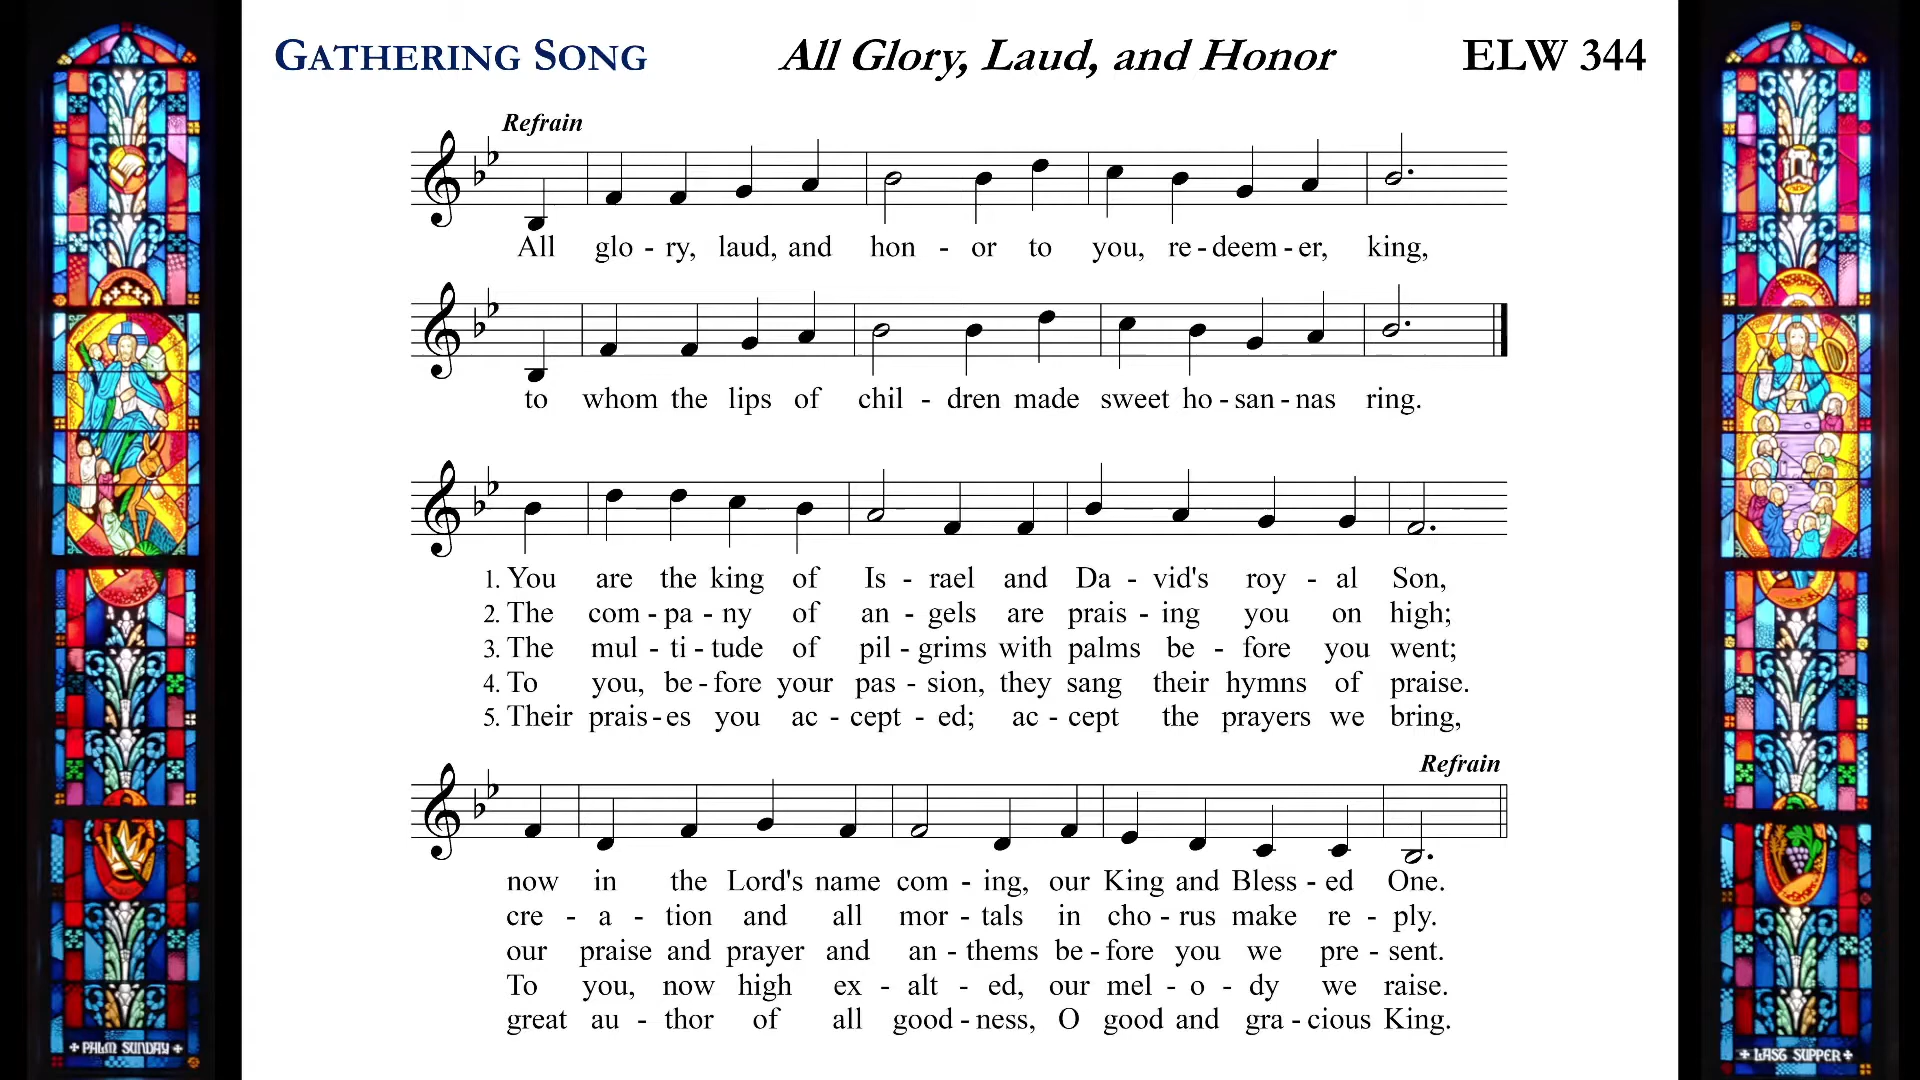 GATHERING SONG All Glory, Laud, and Honor ELW 344
Refrain
All glo - ry, laud, and hon - or to you, re - deem - er, king,
to whom the lips of chil - dren made sweet ho - san - nas ring.
1. You are the king of Is - rael and Da - vid's roy - al Son,
2. The com - pa - ny of an - gels are prais - ing you on high;
3. The mul - ti - tude of pil - grims with palms be - fore you went;
4. To you, be - fore your pas - sion, they sang their hymns of praise.
5. Their prais - es you ac - cept - ed; ac - cept the prayers we bring,
Refrain
now in the Lord's name com - ing, our King and Bless - ed One.
cre - a - tion and all mor - tals in cho - rus make re - ply.
our praise and prayer and an - thems be - fore you we pre - sent.
To you, now high ex - alt - ed, our mel - o - dy we raise.
great au - thor of all good - ness, O good and gra - cious King.
PALM SUNDAY
LAST SUPPER